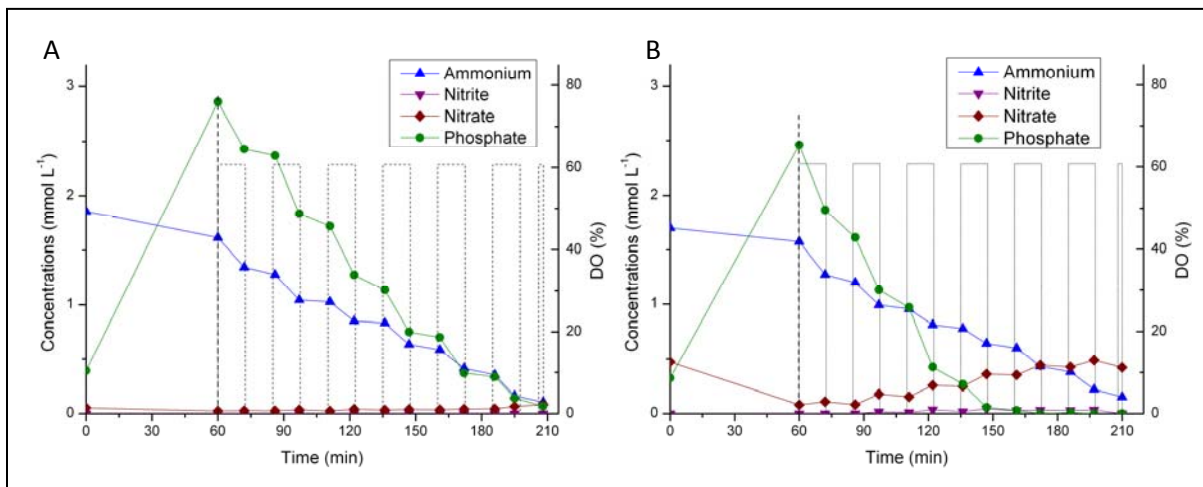 A
Ammonium
Nitrite
Nitrate
Phosphate
3
2
1
0
Concentrations (mmol L⁻¹)
80
60
40
20
0
DO (%)
0 30 60 90 120 150 180 210
Time (min)
B
Ammonium
Nitrite
Nitrate
Phosphate
3
2
1
0
Concentrations (mmol L⁻¹)
80
60
40
20
0
DO (%)
0 30 60 90 120 150 180 210
Time (min)